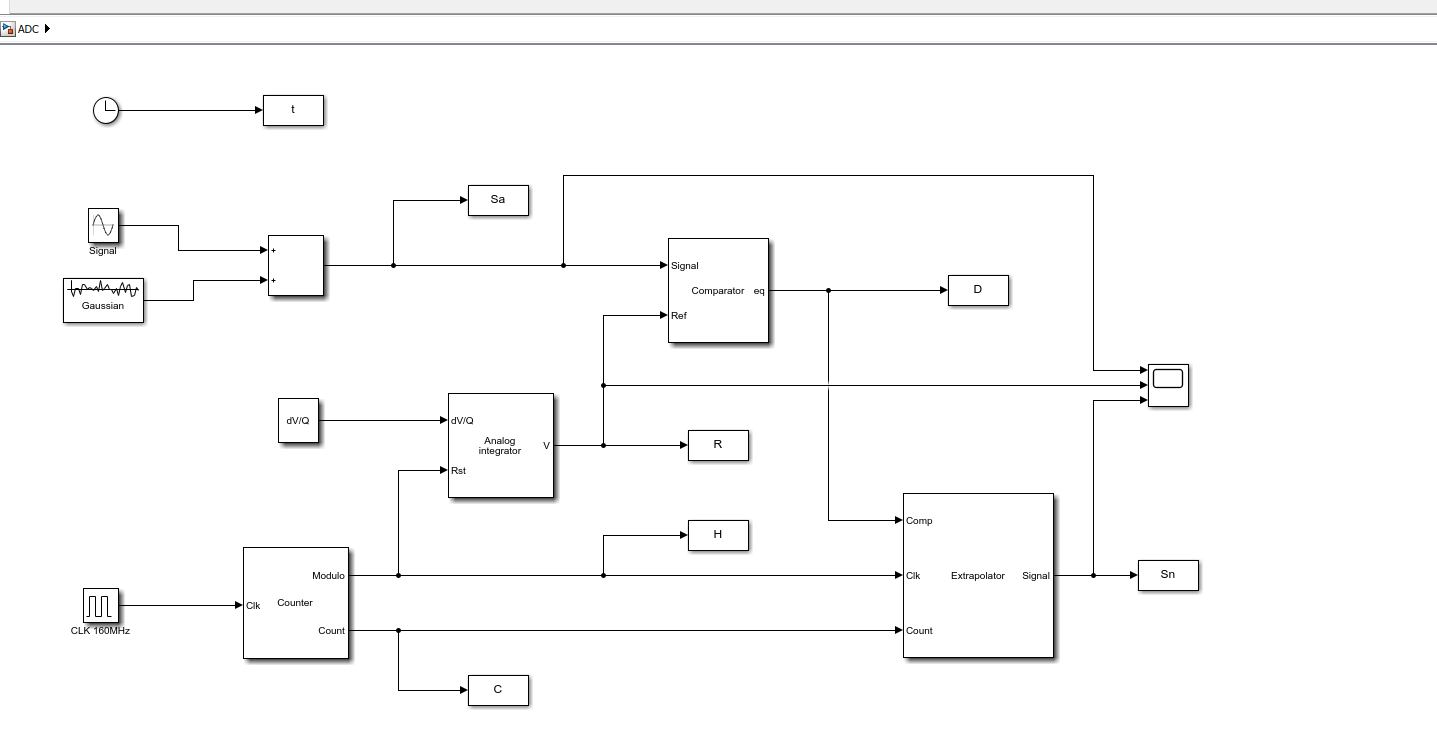 ADC
t
Sa
Signal
+
+
Gaussian
Signal
Comparator
eq
Ref
D
dV/Q
dV/Q
Analog
integrator
V
Rst
R
H
Comp
Clk
Extrapolator
Signal
Count
Sn
Modulo
Clk
Counter
Count
CLK 160MHz
C